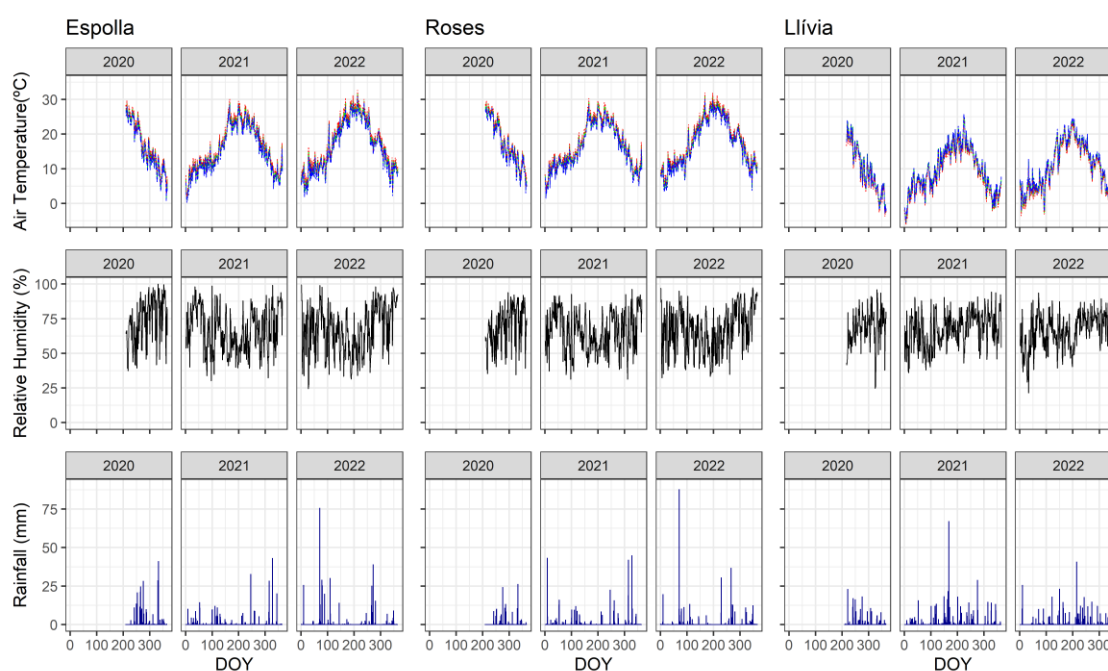 Espolla Roses Llívia
2020 2021 2022 2020 2021 2022 2020 2021 2022
Air Temperature(ºC)
30
20
10
0
2020 2021 2022 2020 2021 2022 2020 2021 2022
Relative Humidity (%)
100
75
50
25
0
2020 2021 2022 2020 2021 2022 2020 2021 2022
Rainfall (mm)
75
50
25
0
0 100 200 300 0 100 200 300 0 100 200 300 0 100 200 300 0 100 200 300 0 100 200 300 0 100 200 300 0 100 200 300 0 100 200 300
DOY DOY DOY